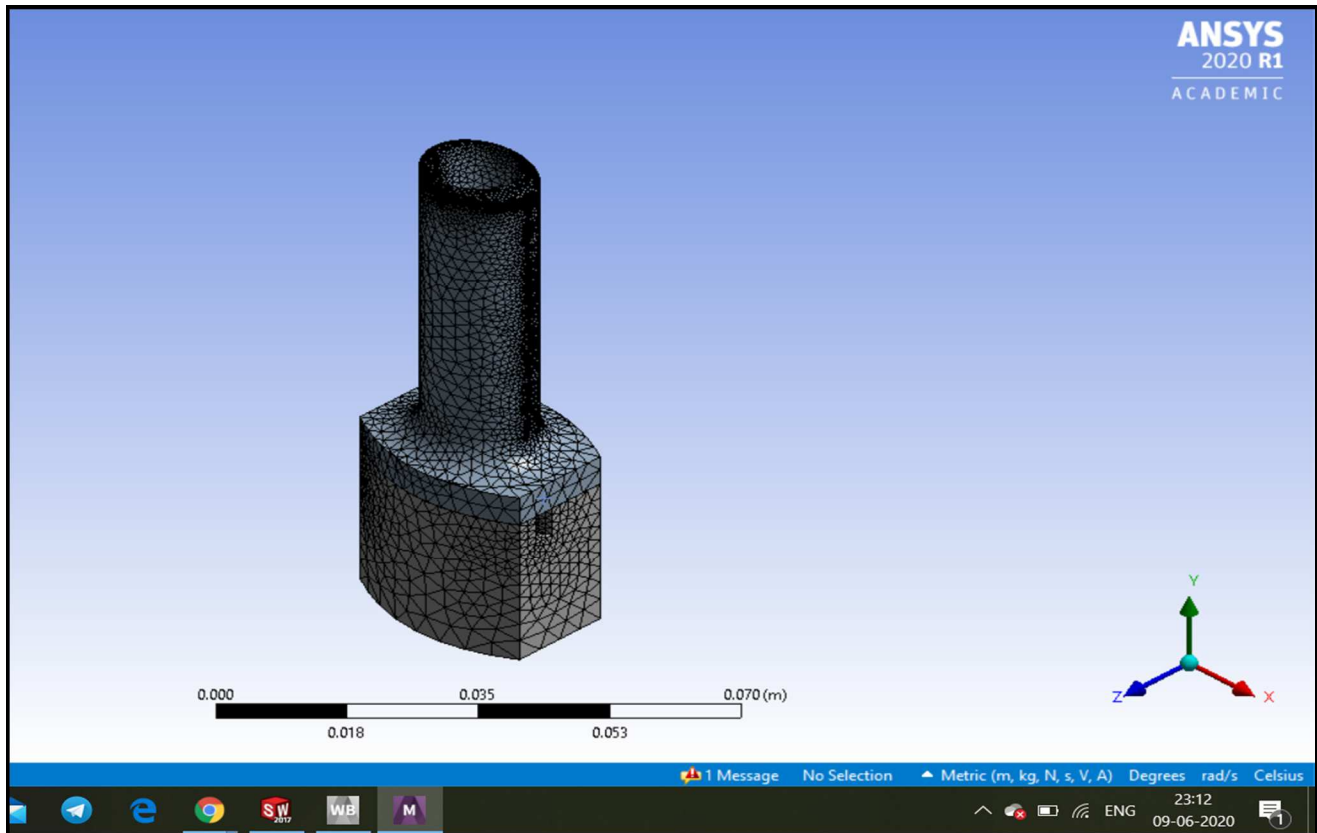 ANSYS
2020 R1
ACADEMIC
Y
Z
X
0.000 0.035 0.070 (m)
0.018 0.053
1 Message No Selection Metric (m, kg, N, s, V, A) Degrees rad/s Celsius
SW
2017
WB
M
ENG
23:12
09-06-2020
1